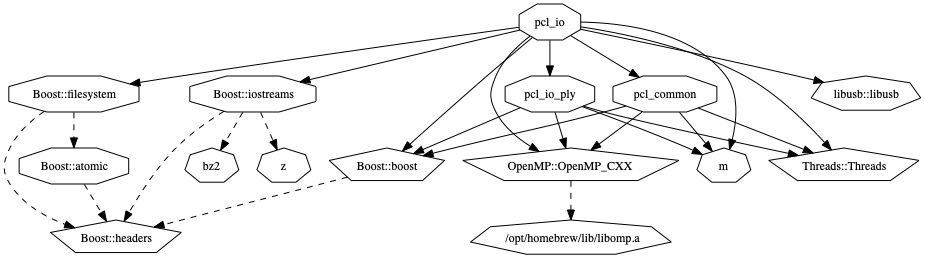 pcl_io
Boost::filesystem
Boost::iostreams
pcl_io_ply
pcl_common
libusb::libusb
Boost::atomic
bz2
z
Boost::boost
OpenMP::OpenMP_CXX
m
Threads::Threads
Boost::headers
/opt/homebrew/lib/libomp.a